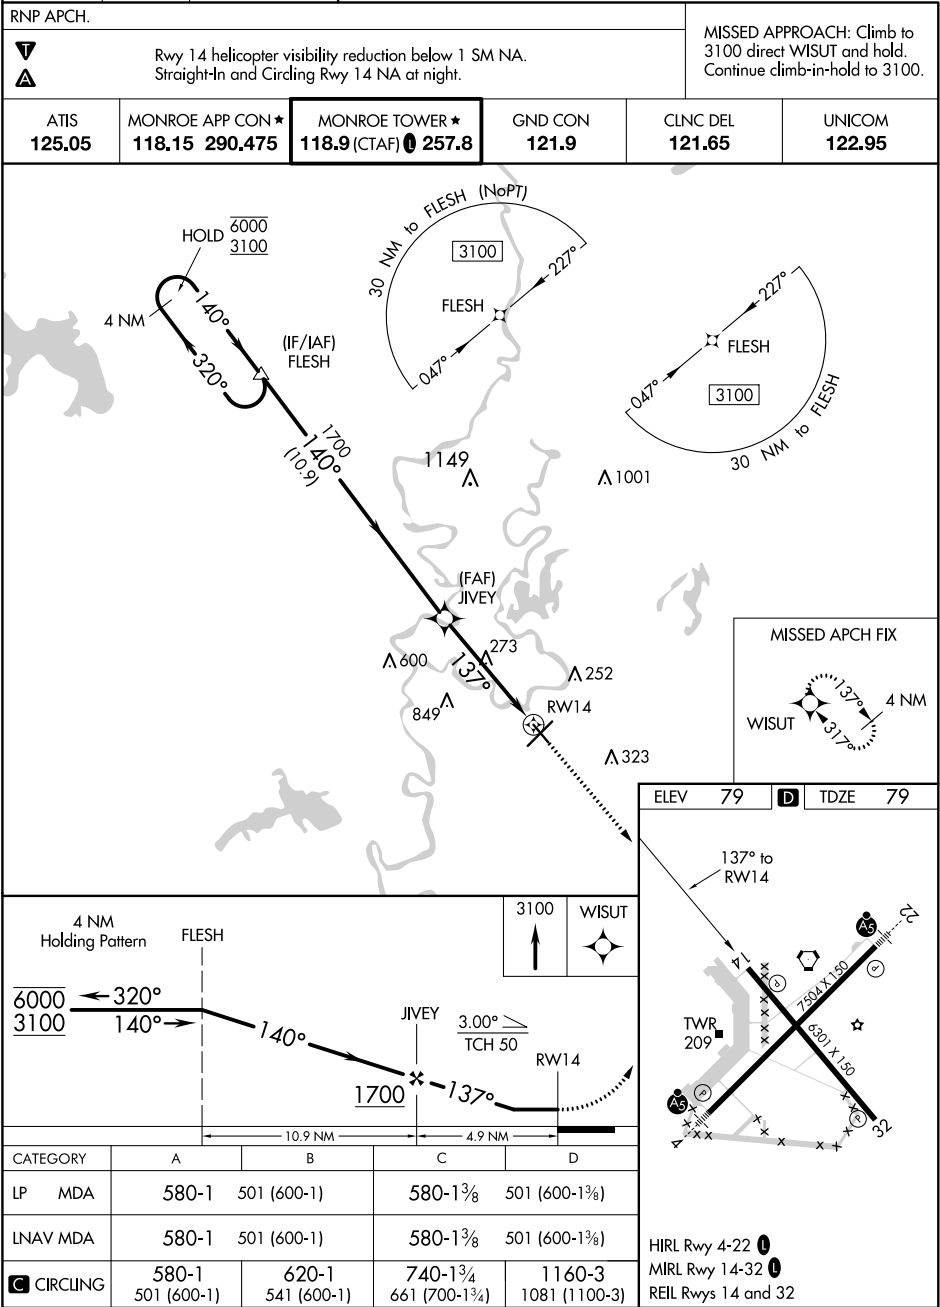 RNP APCH.
T
A
Rwy 14 helicopter visibility reduction below 1 SM NA.
Straight-In and Circling Rwy 14 NA at night.
MISSED APPROACH: Climb to
3100 direct WISUT and hold.
Continue climb-in-hold to 3100.
ATIS
125.05
MONROE APP CON ★
118.15 290.475
MONROE TOWER ★
118.9 (CTAF) L 257.8
GND CON
121.9
CLNC DEL
121.65
UNICOM
122.95
HOLD 6000
3100
4 NM
140°
320°
(IF/IAF)
FLESH
30 NM to FLESH (NoPT)
3100
227°
FLESH
047°
227°
FLESH
047°
3100
30 NM to FLESH
1700
140°
(10.9)
1149
1001
(FAF)
JIVEY
273
600
137°
252
849
RW14
323
MISSED APCH FIX
137°
4 NM
WISUT
317°
ELEV 79 D TDZE 79
137° to
RW14
22
A5
14
P
P
7504 X 150
TWR
209
6301 X 150
P
A5
P
4
32
HIRL Rwy 4-22 L
MIRL Rwy 14-32 L
REIL Rwys 14 and 32
3100
WISUT
4 NM
Holding Pattern
FLESH
6000
3100
320°
140°
140°
JIVEY
3.00°
TCH 50
RW14
1700
137°
10.9 NM
4.9 NM
CATEGORY A B C D
LP MDA 580-1 501 (600-1) 580-1⅜ 501 (600-1⅜)
LNAV MDA 580-1 501 (600-1) 580-1⅜ 501 (600-1⅜)
C CIRCLING 580-1 620-1 740-1¾ 1160-3
501 (600-1) 541 (600-1) 661 (700-1¾) 1081 (1100-3)